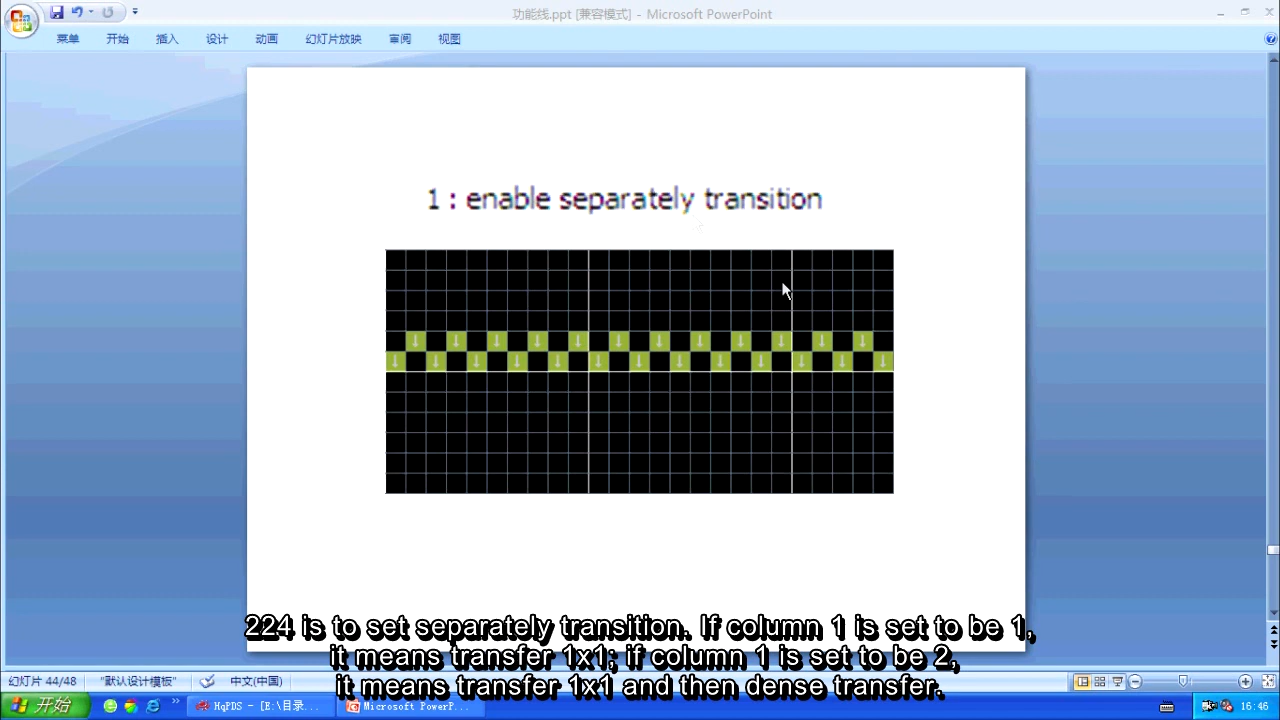 功能线.ppt [兼容模式] - Microsoft PowerPoint
菜单 开始 插入 设计 动画 幻灯片放映 审阅 视图
1 : enable separately transition
224 is to set separately transition. If column 1 is set to be 1,
it means transfer 1x1; if column 1 is set to be 2,
it means transfer 1x1 and then dense transfer.
幻灯片 44/48 "默认设计模板" 中文(中国)
开始 HqPDS - [E:\目录... Microsoft PowerP... 16:46